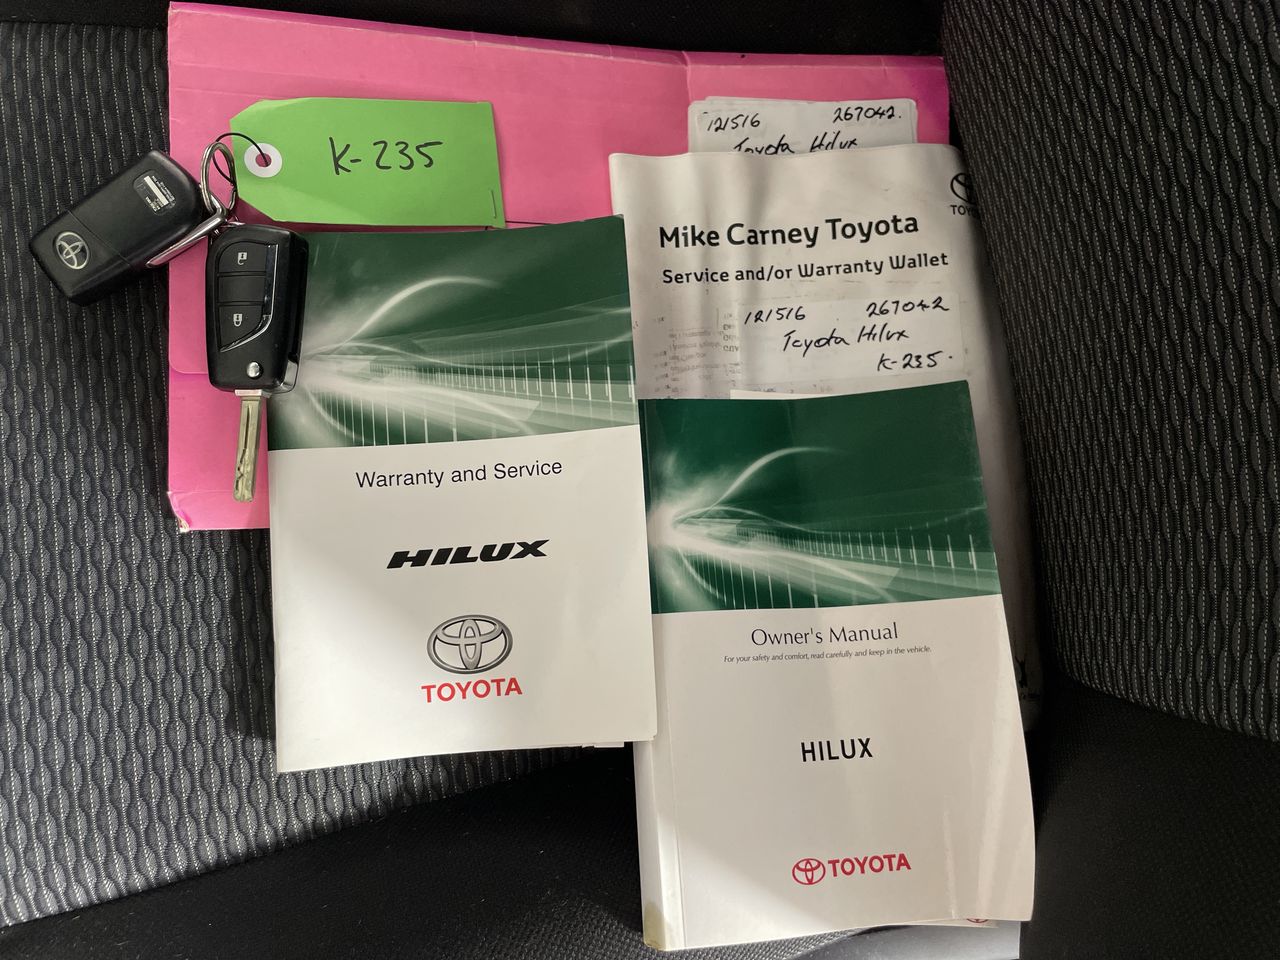 K-235
121516 267042.
Toyota Hilux
TOYO
Mike Carney Toyota
Service and/or Warranty Wallet
121516 267042
Toyota Hilux
K-235.
Warranty and Service
HILUX
TOYOTA
Owner's Manual
For your safety and comfort, read carefully and keep in the vehicle.
HILUX
TOYOTA